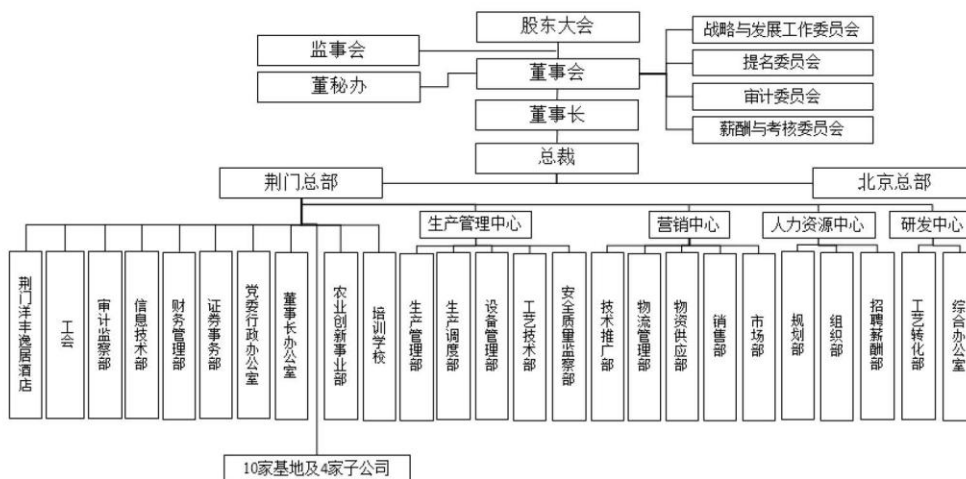 股东大会
监事会
战略与发展工作委员会
提名委员会
董秘办
董事会
审计委员会
董事长
薪酬与考核委员会
总裁
荆门总部
北京总部
生产管理中心
营销中心
人力资源中心
研发中心
荆门洋丰逸居酒店
工会
审计监察部
信息技术部
财务管理部
证券事务部
党委行政办公室
董事长办公室
农业创新事业部
培训学校
生产管理部
生产调度部
设备管理部
工艺技术部
安全质量监察部
技术推广部
物流管理部
物资供应部
销售部
市场部
规划部
组织部
招聘薪酬部
工艺转化部
综合办公室
10家基地及4家子公司